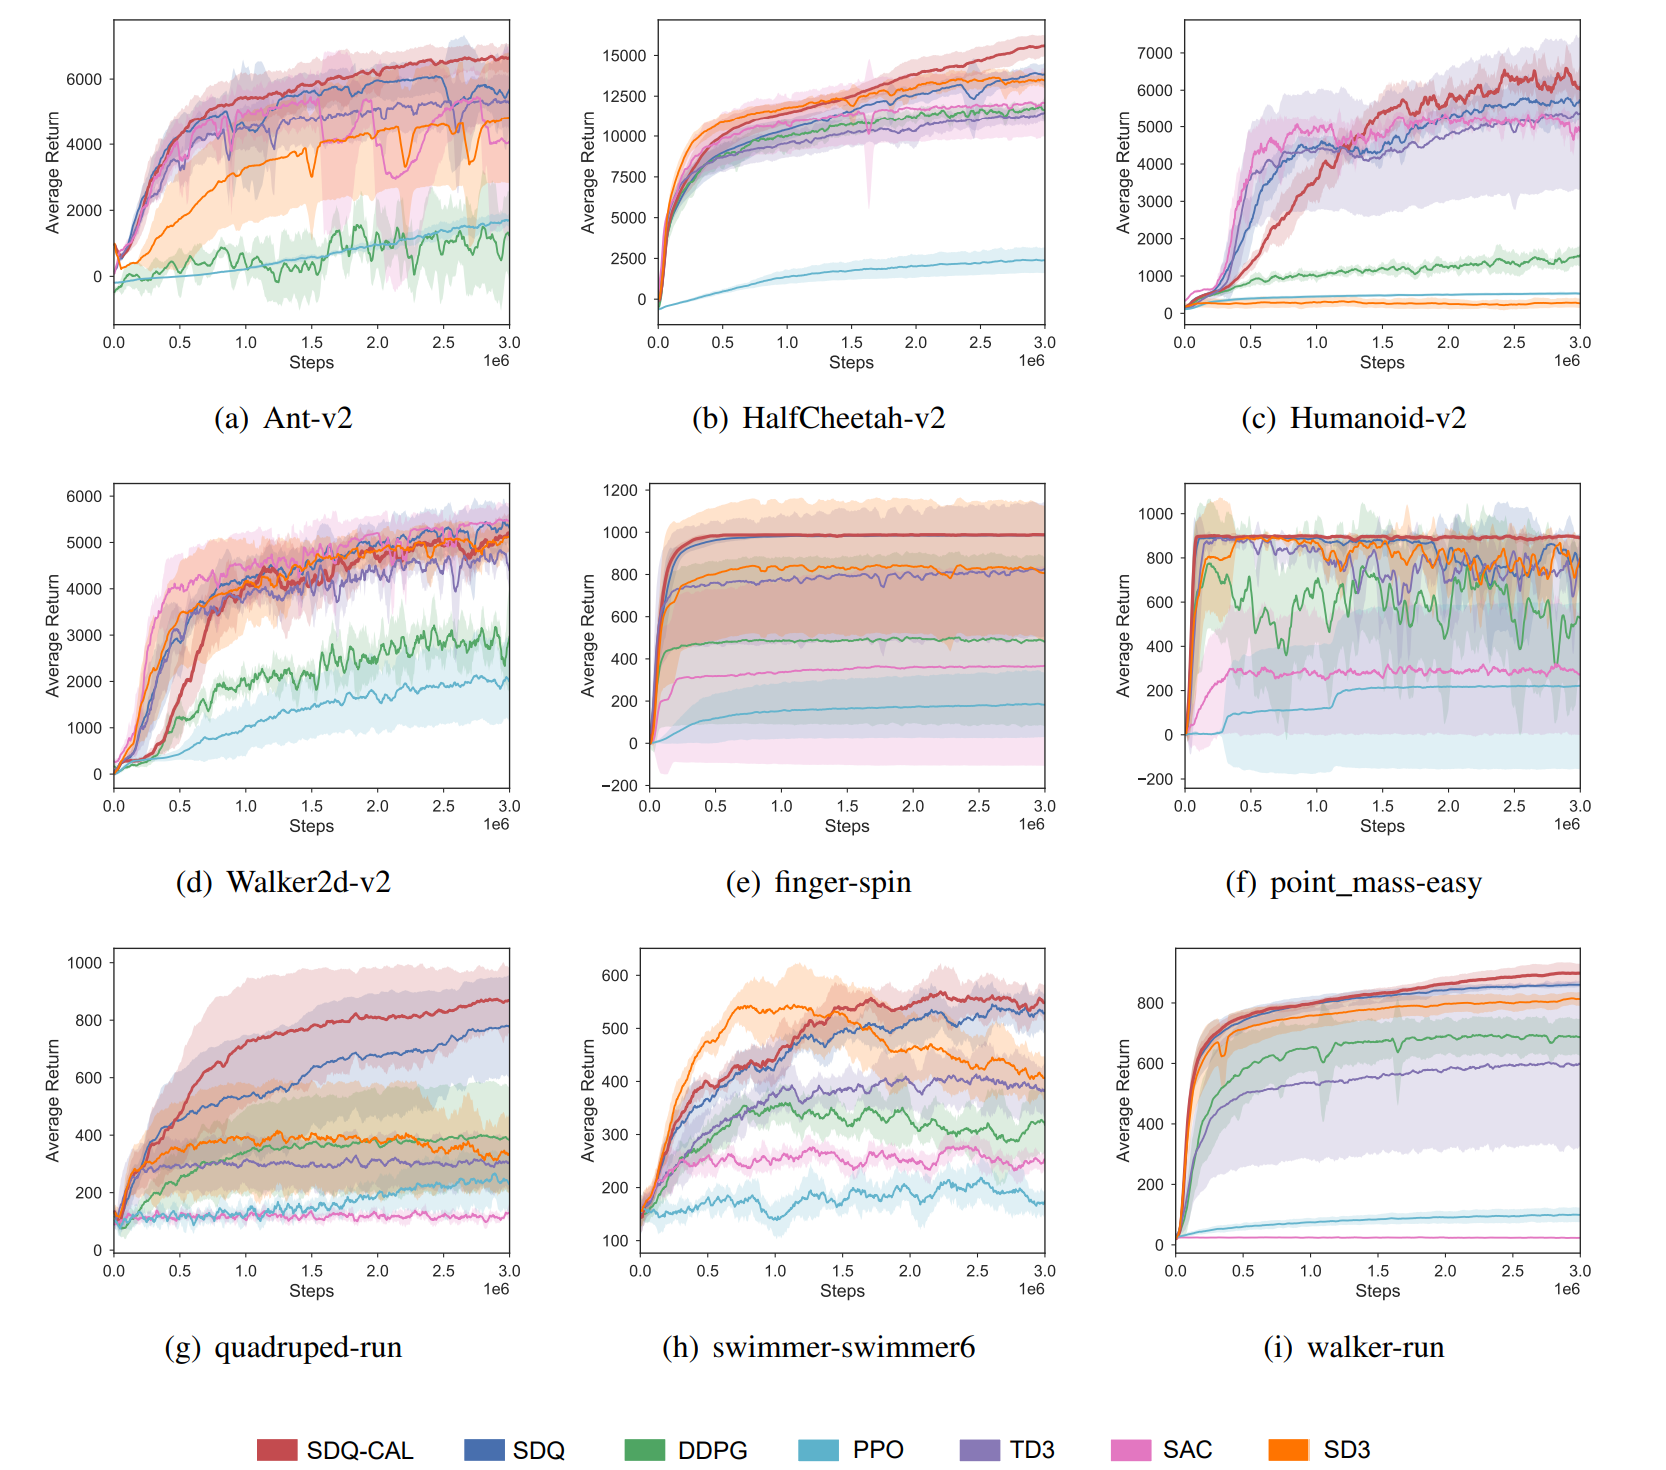 Average Return
6000
4000
2000
0
0.0 0.5 1.0 1.5 2.0 2.5 3.0
Steps 1e6
(a) Ant-v2
Average Return
15000
12500
10000
7500
5000
2500
0
0.0 0.5 1.0 1.5 2.0 2.5 3.0
Steps 1e6
(b) HalfCheetah-v2
Average Return
7000
6000
5000
4000
3000
2000
1000
0
0.0 0.5 1.0 1.5 2.0 2.5 3.0
Steps 1e6
(c) Humanoid-v2
Average Return
6000
5000
4000
3000
2000
1000
0
0.0 0.5 1.0 1.5 2.0 2.5 3.0
Steps 1e6
(d) Walker2d-v2
Average Return
1200
1000
800
600
400
200
0
−200
0.0 0.5 1.0 1.5 2.0 2.5 3.0
Steps 1e6
(e) finger-spin
Average Return
1000
800
600
400
200
0
−200
0.0 0.5 1.0 1.5 2.0 2.5 3.0
Steps 1e6
(f) point_mass-easy
Average Return
1000
800
600
400
200
0
0.0 0.5 1.0 1.5 2.0 2.5 3.0
Steps 1e6
(g) quadruped-run
Average Return
600
500
400
300
200
100
0.0 0.5 1.0 1.5 2.0 2.5 3.0
Steps 1e6
(h) swimmer-swimmer6
Average Return
800
600
400
200
0
0.0 0.5 1.0 1.5 2.0 2.5 3.0
Steps 1e6
(i) walker-run
SDQ-CAL SDQ DDPG PPO TD3 SAC SD3